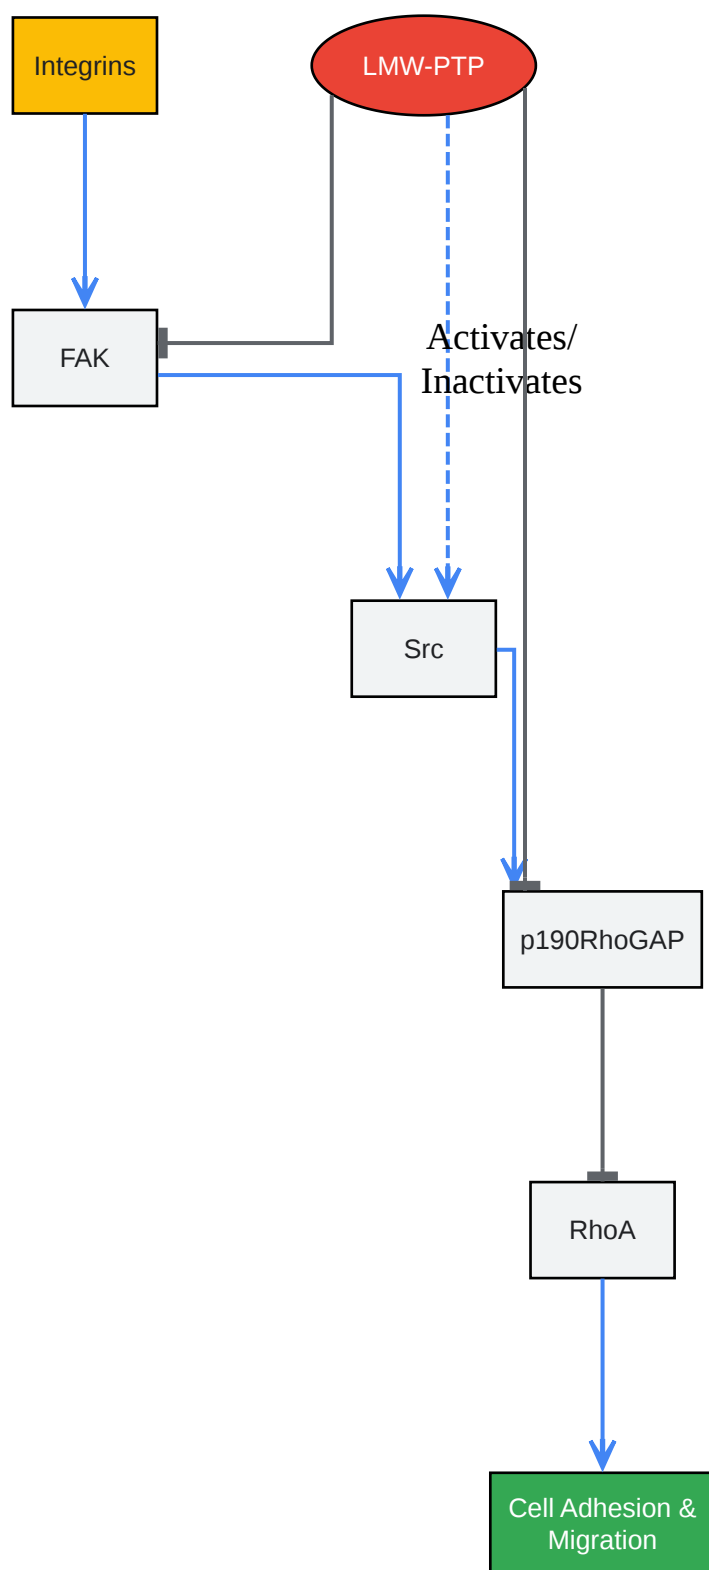 Integrins
LMW-PTP
Activates/
Inactivates
FAK
Src
p190RhoGAP
RhoA
Cell Adhesion &
Migration